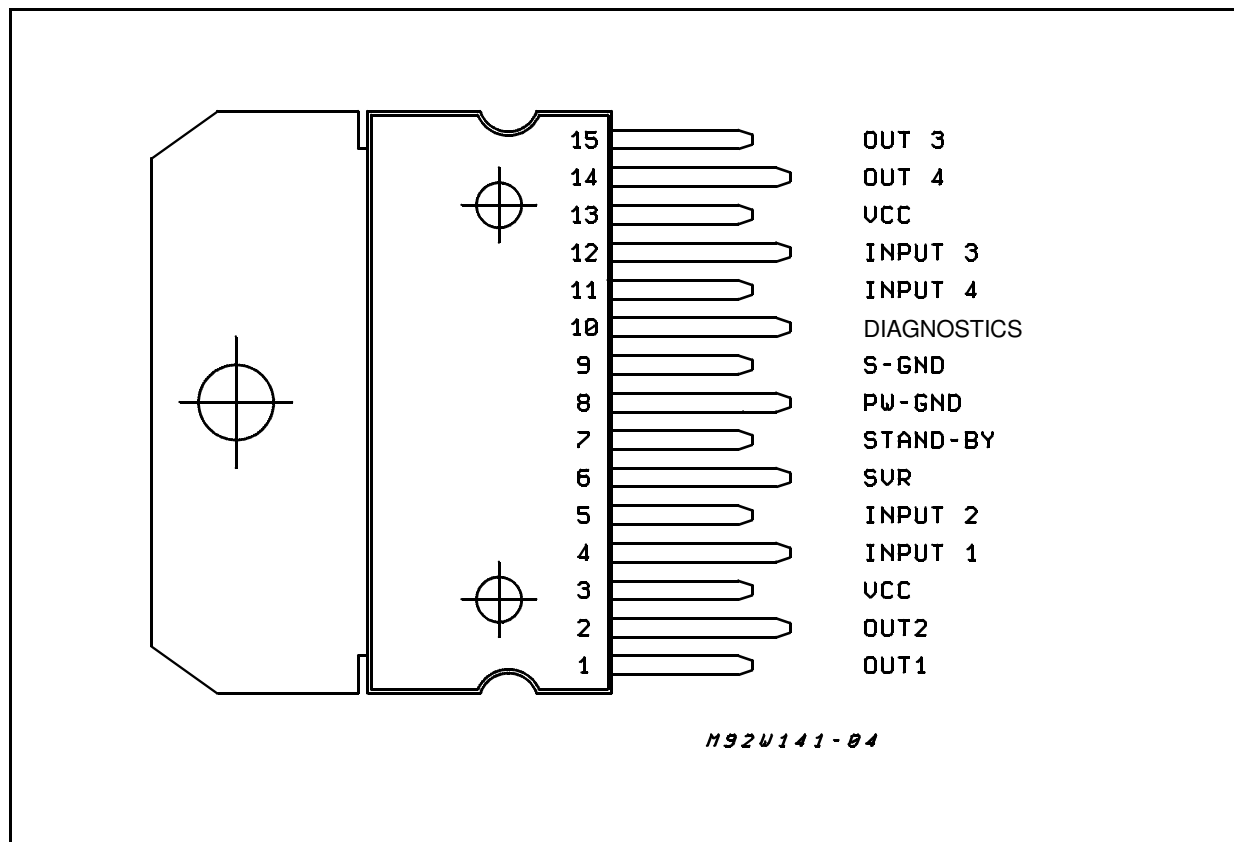 15 OUT 3
14 OUT 4
13 VCC
12 INPUT 3
11 INPUT 4
10 DIAGNOSTICS
9 S-GND
8 PW-GND
7 STAND-BY
6 SVR
5 INPUT 2
4 INPUT 1
3 VCC
2 OUT2
1 OUT1
M92W141-04